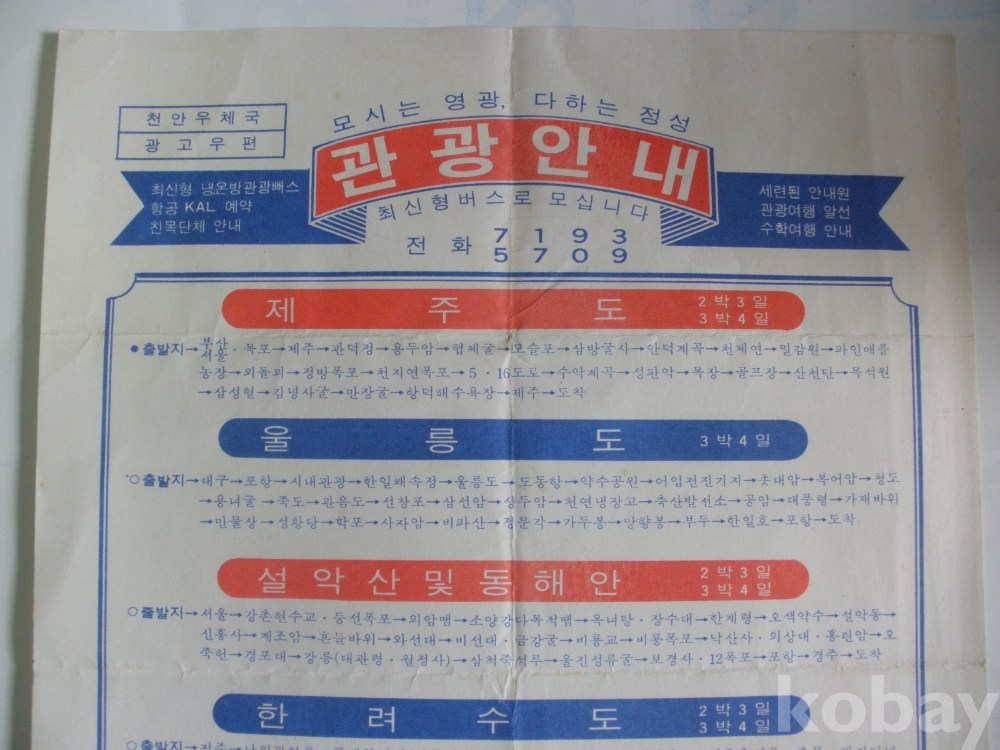 천안우체국
광고우편
모시는 영광, 다하는 정성
관광안내
최신형버스로 모십니다
전화 7193
5709
최신형 냉온방관광뻐스
항공 KAL 예약
친목단체 안내
세련된 안내원
관광여행 알선
수학여행 안내
제주도 2박3일
3박4일
●출발지→부산
서울·목포→제주→관덕정→용두암→협제굴→모슬포→삼방굴사→안덕계곡→천제연→밀감원→파인애플
농장→외돌괴→정방폭포→천지연폭포→5·16도로→수악계곡→성판악→목장→골프장→산천단→목석원
→삼성혈→김녕사굴→만장굴→항덕해수욕장→제주→도착
울릉도 3박4일
○출발지→대구→포항→시내관광→한일쾌속정→울릉도→도동항→약수공원→어업전진기지→촛대암→북어암→청도
→용녀굴→죽도→관음도→선창포→삼선암→상두암→천연냉장고→축산발선소→공암→대풍령→가재바위
→만물상→성황당→학포→사자암→비파산→경문각→가두봉→망향봉→부두→한일호→포항→도착
설악산및동해안 2박3일
3박4일
○출발지→서울→강촌현수교·등선폭포→의암땜→소양강다목적땜→옥녀탕·장수대→한계령→오색약수→설악동→
신흥사→계조암→흔들바위→와선대→비선대·금강굴→비룡교→비룡폭포→낙산사·의상대·홍련암→오
죽헌→경포대→강릉(대관령·월정사)→삼척죽석루→울진성류굴→보경사·12폭포→포항→경주→도착
한려수도 2박3일
3박4일
○출발지→전주→
kobay